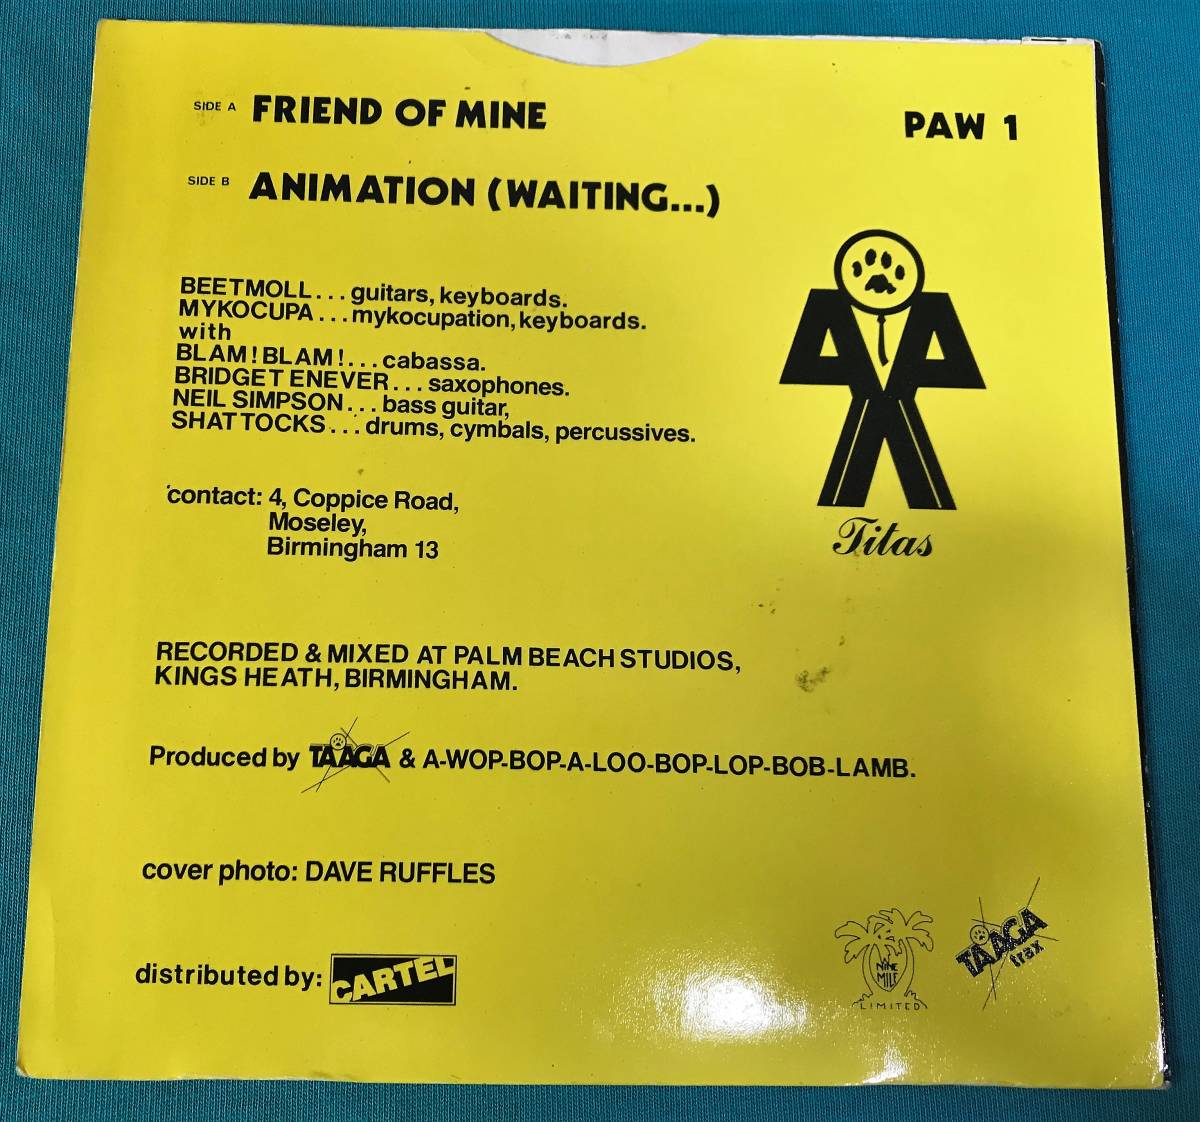 SIDE A FRIEND OF MINE
PAW 1
SIDE B ANIMATION (WAITING...)
BEETMOLL... guitars, keyboards.
MYKOCUPA ...mykocupation, keyboards.
with
BLAM! BLAM!...cabassa.
BRIDGET ENEVER... saxophones.
NEIL SIMPSON... bass guitar,
SHATTOCKS... drums, cymbals, percussives.
Titas
contact: 4, Coppice Road,
Moseley,
Birmingham 13
RECORDED & MIXED AT PALM BEACH STUDIOS,
KINGS HEATH, BIRMINGHAM.
Produced by TAAGA & A-WOP-BOP-A-LOO-BOP-LOP-BOB-LAMB.
cover photo: DAVE RUFFLES
distributed by: CARTEL
NINE
MILE
LIMITED
TAAGA
trax